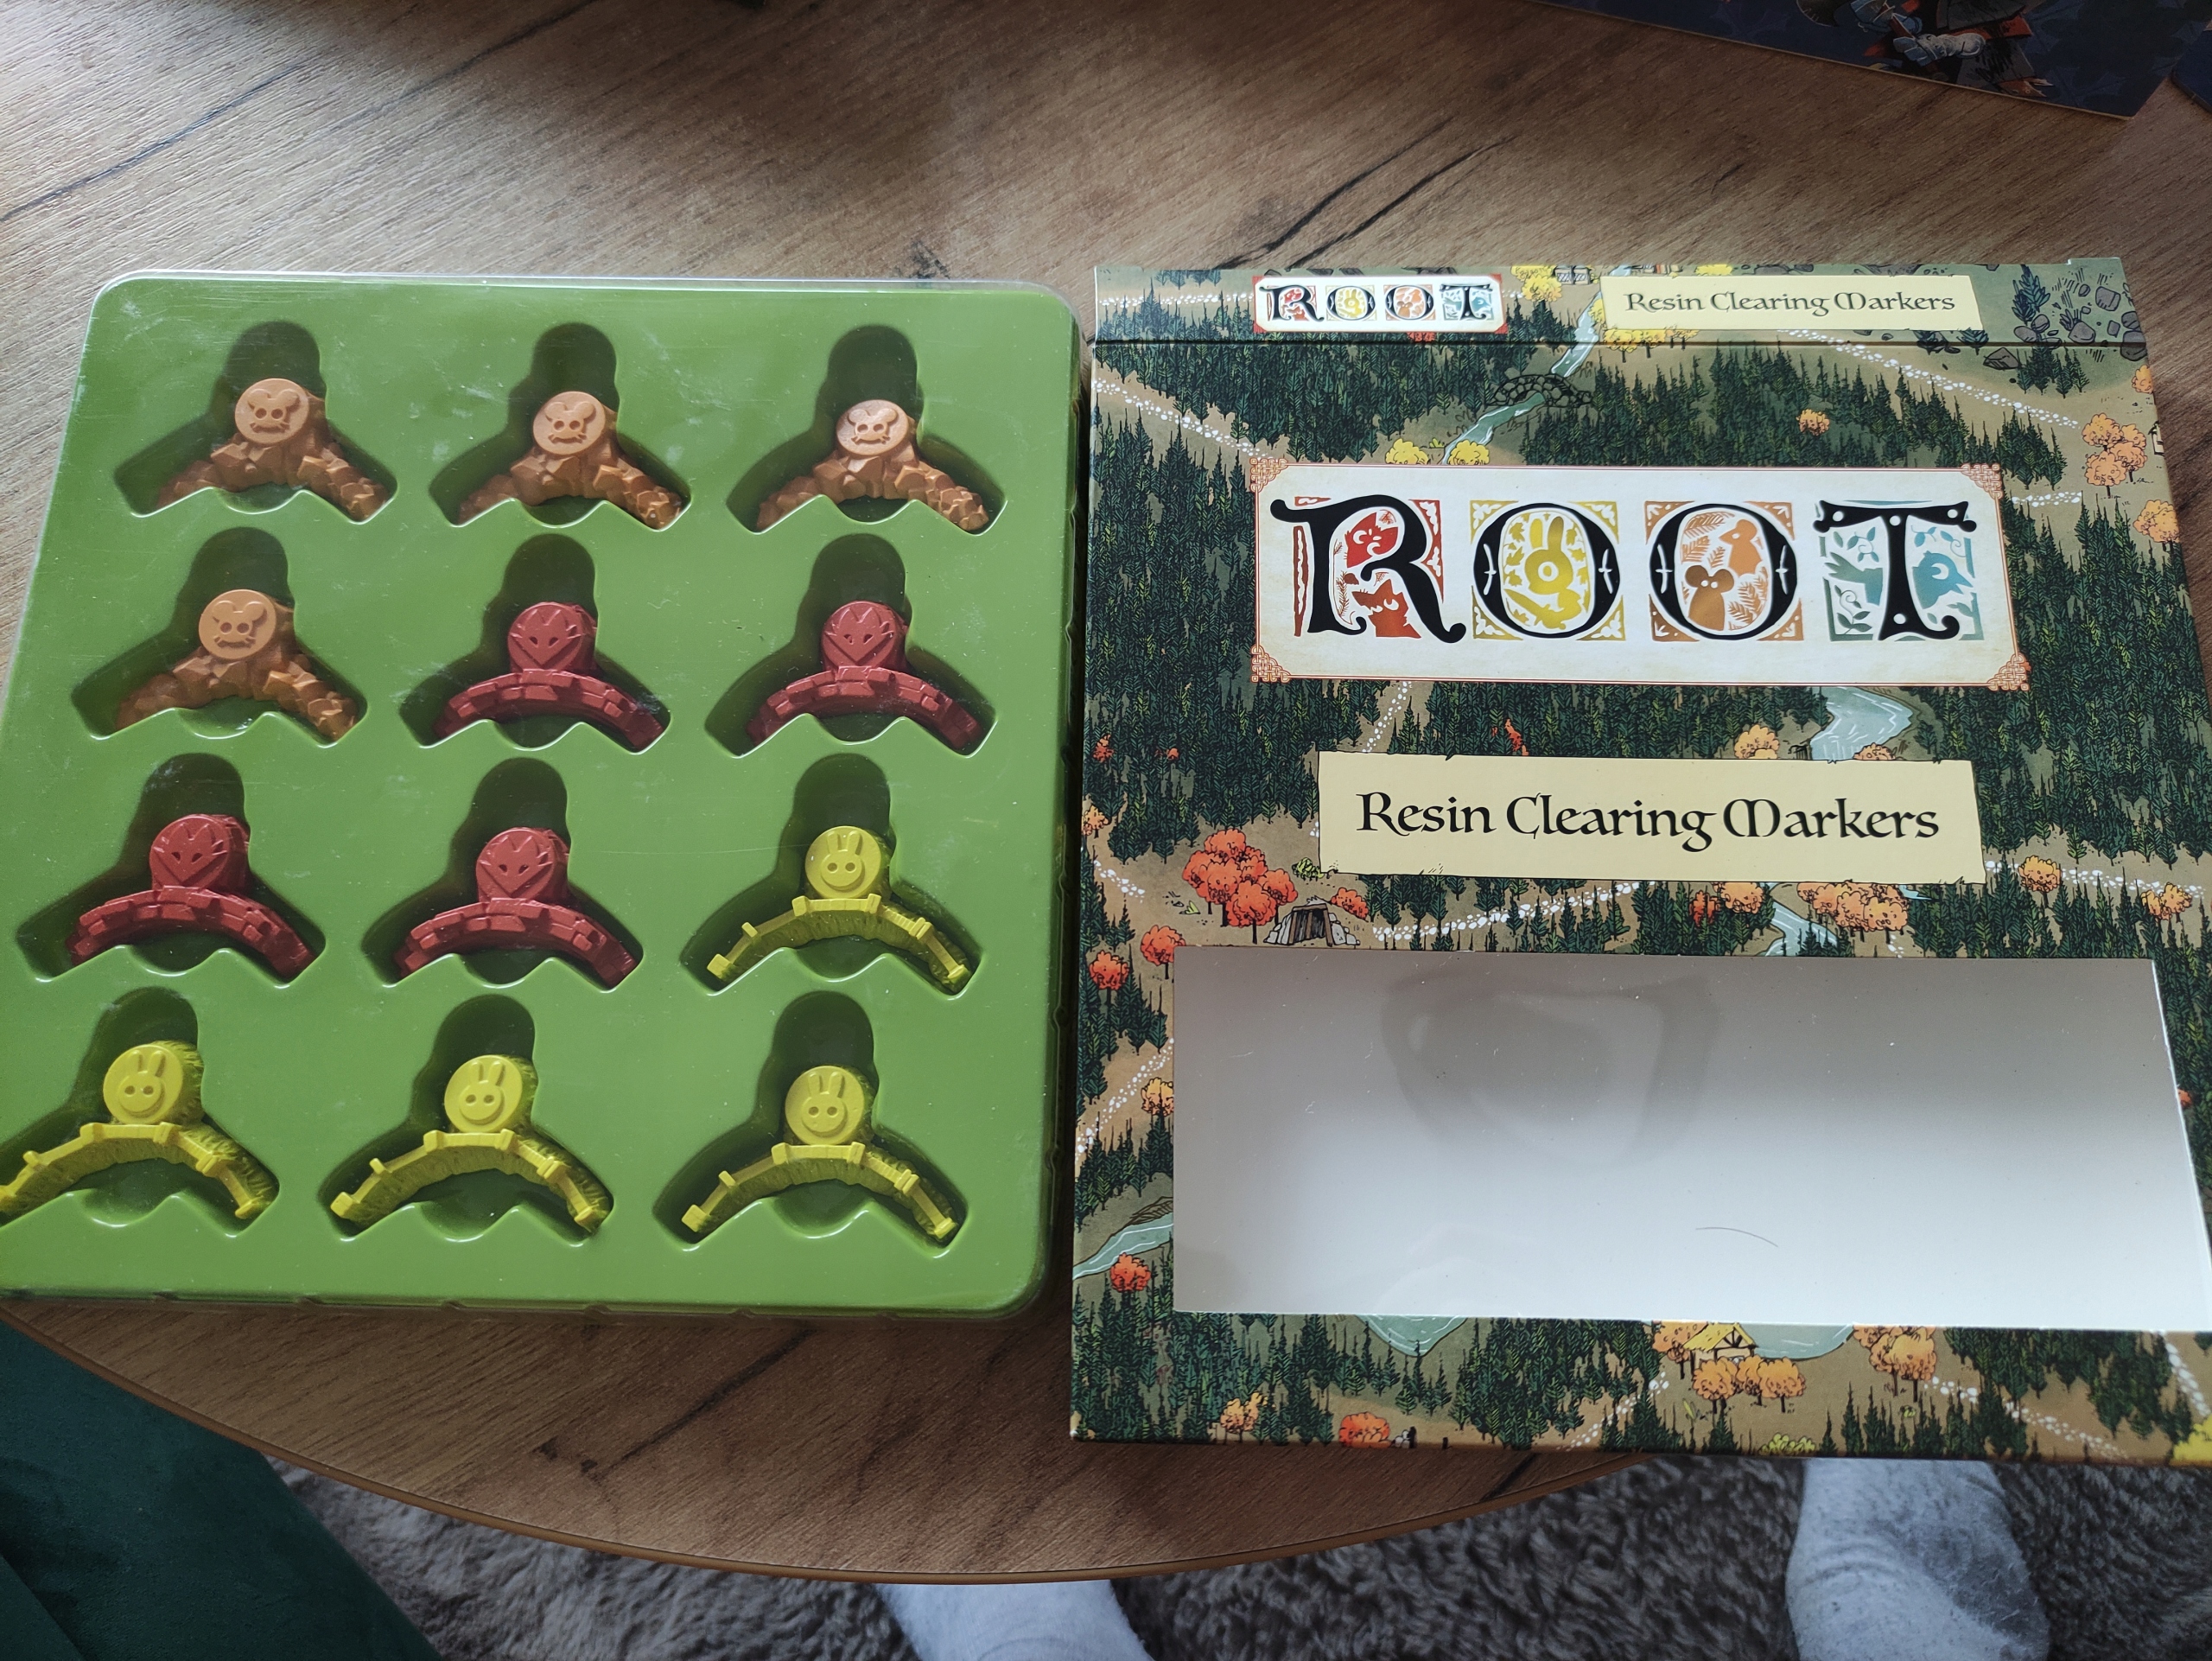 ROOT
Resin Clearing Markers
ROOT
Resin Clearing Markers